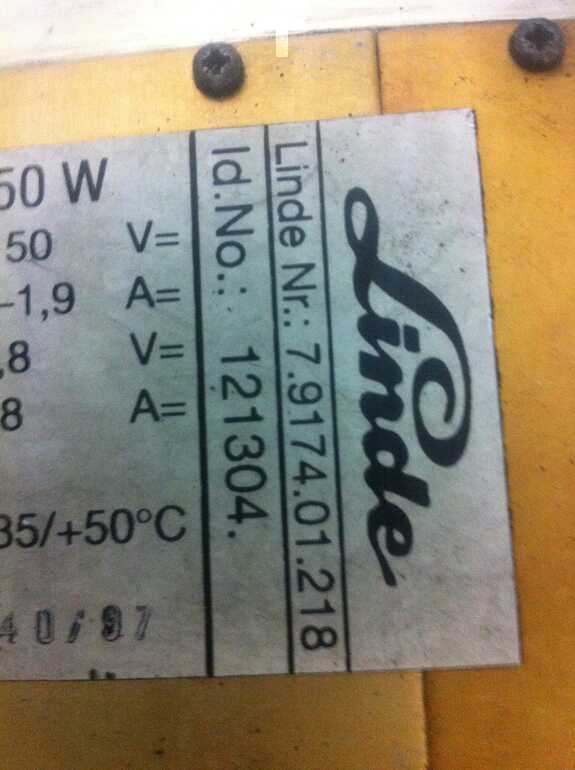 Linde
Linde Nr.: 7.9174.01.218
Id.No.: 121304.
50 W
50 V=
-1,9 A=
,8 V=
8 A=
35/+50°C
40/97